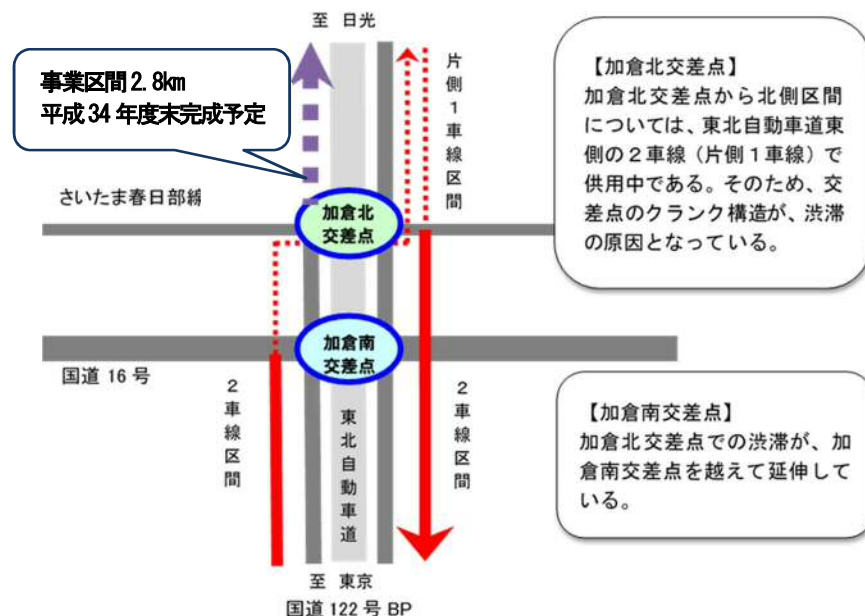 至 日光
事業区間 2.8km
平成 34 年度末完成予定
片側1車線区間
さいたま春日部線
加倉北
交差点
加倉南
交差点
国道 16 号
2車線区間
東北自動車道
2車線区間
至 東京
国道 122 号 BP
【加倉北交差点】
加倉北交差点から北側区間
については、東北自動車道東
側の2車線(片側1車線)で
供用中である。そのため、交
差点のクランク構造が、渋滞
の原因となっている。
【加倉南交差点】
加倉北交差点での渋滞が、加
倉南交差点を越えて延伸して
いる。